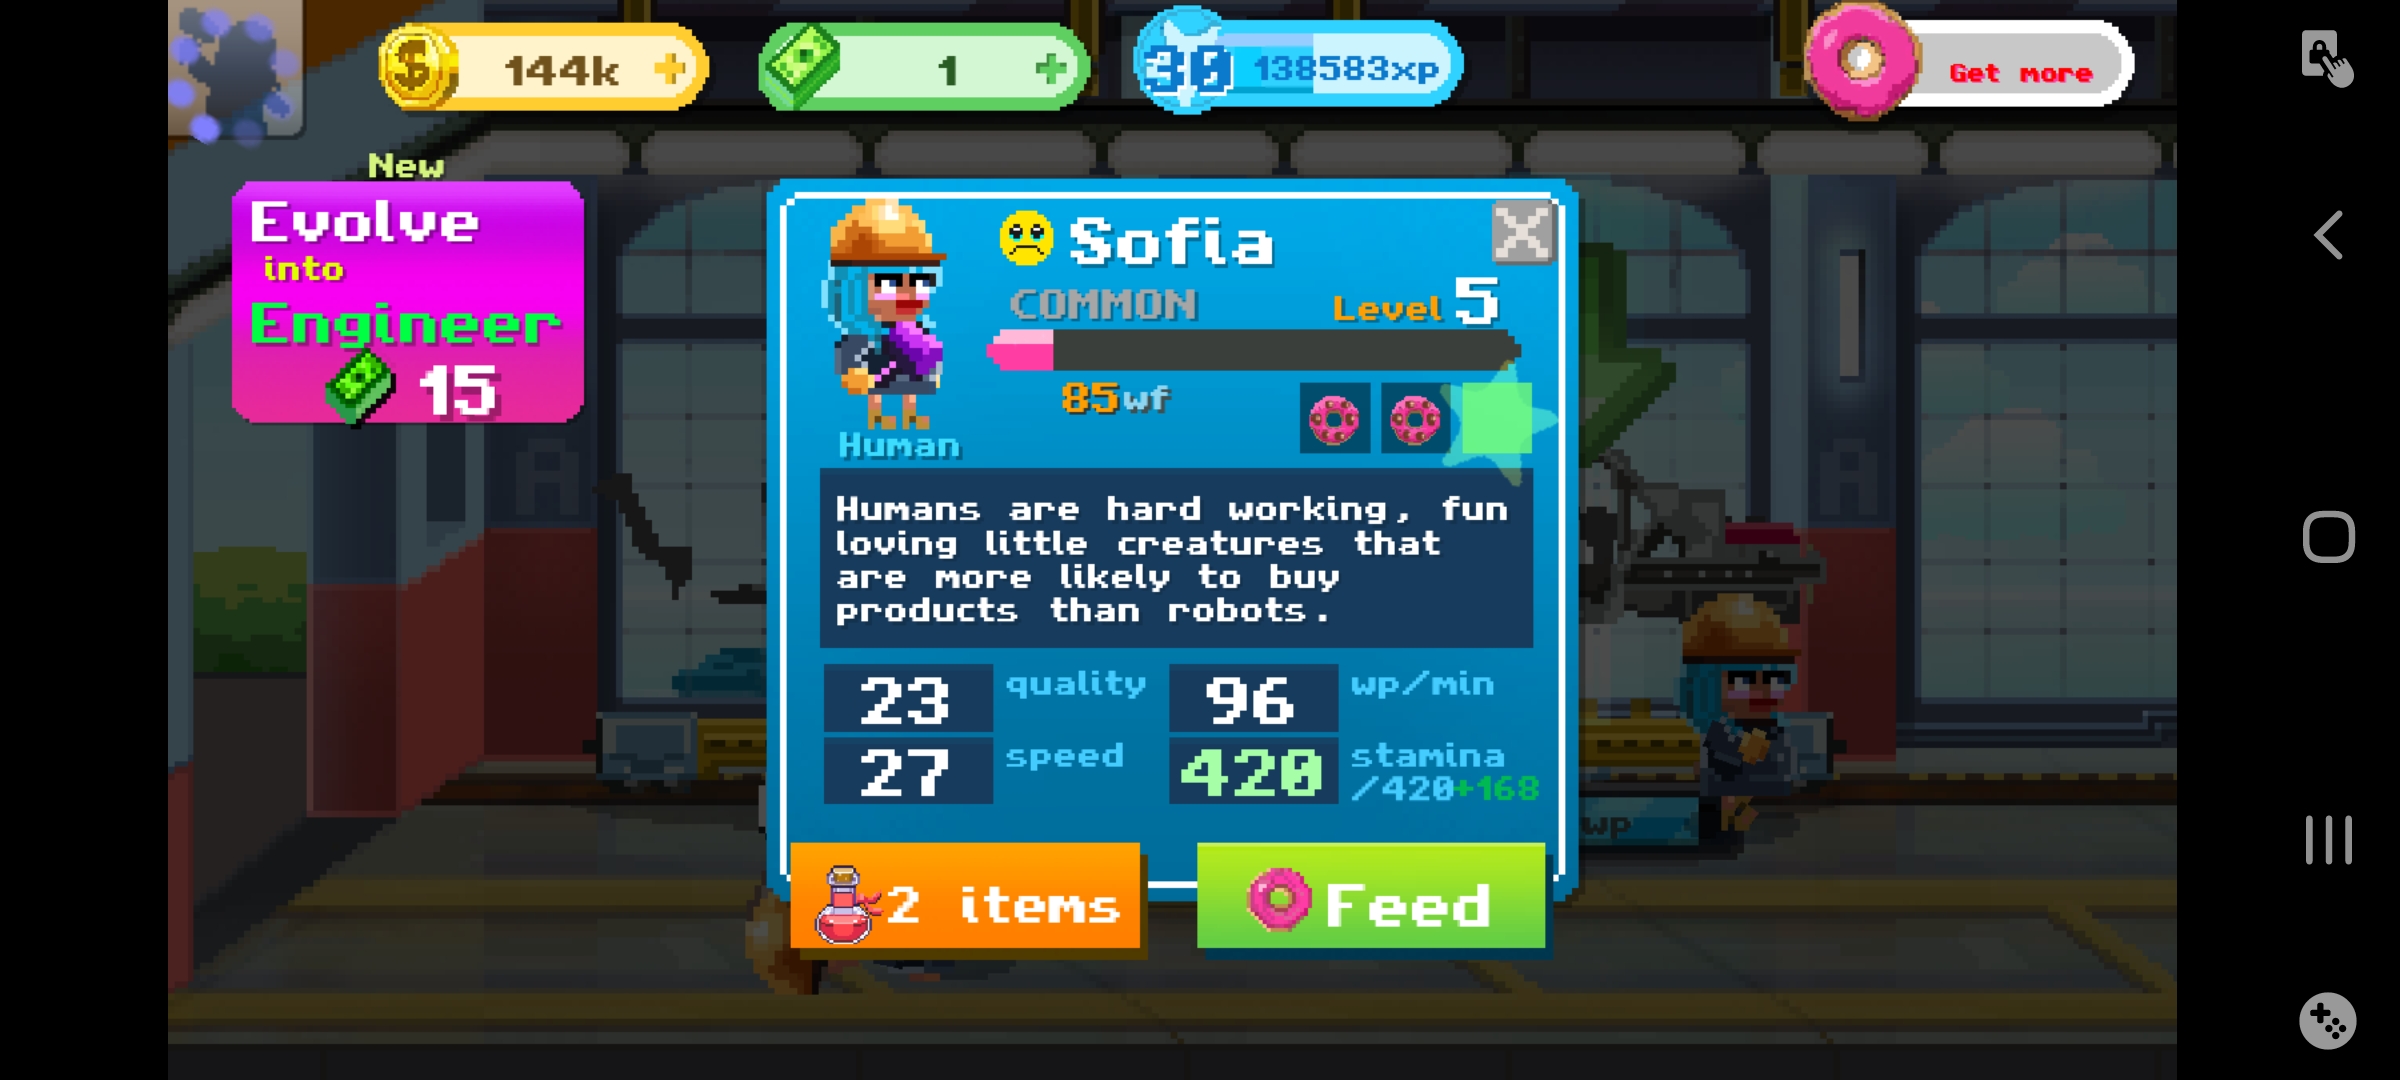 144k
1
30 138583xp
Get more
New
Evolve
into
Engineer
15
Sofia
COMMON
Level 5
85wf
Human
Humans are hard working, fun
loving little creatures that
are more likely to buy
products than robots.
23 quality
96 wp/min
27 speed
420 stamina
/420+168
2 items
Feed
wp
A
A